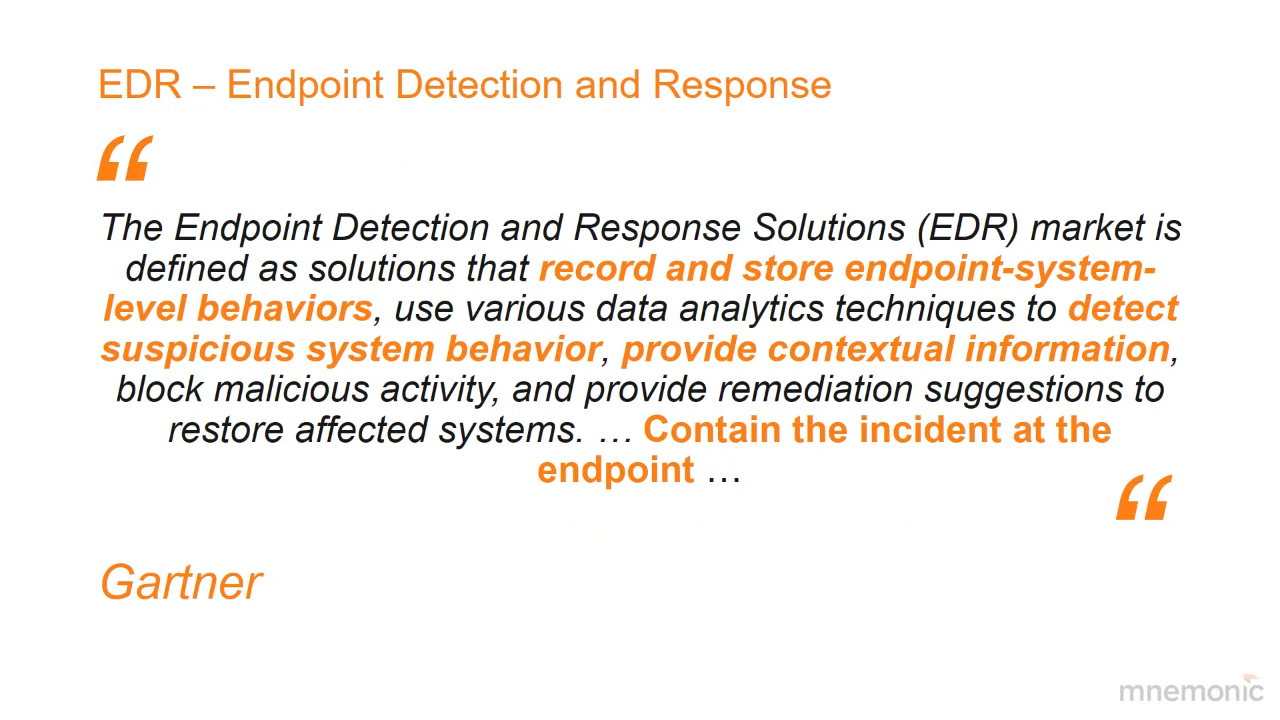 EDR – Endpoint Detection and Response
“
The Endpoint Detection and Response Solutions (EDR) market is
defined as solutions that record and store endpoint-system-
level behaviors, use various data analytics techniques to detect
suspicious system behavior, provide contextual information,
block malicious activity, and provide remediation suggestions to
restore affected systems. … Contain the incident at the
endpoint …
“
Gartner
mnemonic